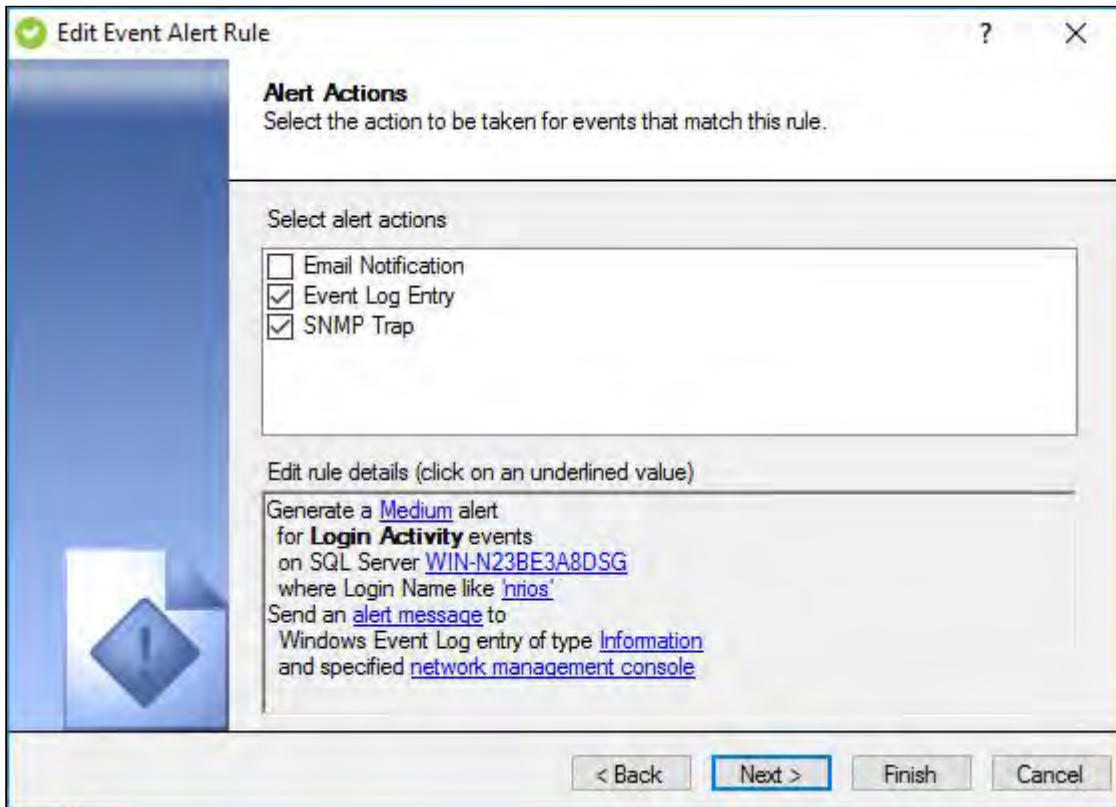 Edit Event Alert Rule
?
Alert Actions
Select the action to be taken for events that match this rule.
Select alert actions
Email Notification
Event Log Entry
SNMP Trap
Edit rule details (click on an underlined value)
Generate a Medium alert
for Login Activity events
on SQL Server WIN-N23BE3A8DSG
where Login Name like 'nrios'
Send an alert message to
Windows Event Log entry of type Information
and specified network management console
< Back Next > Finish Cancel